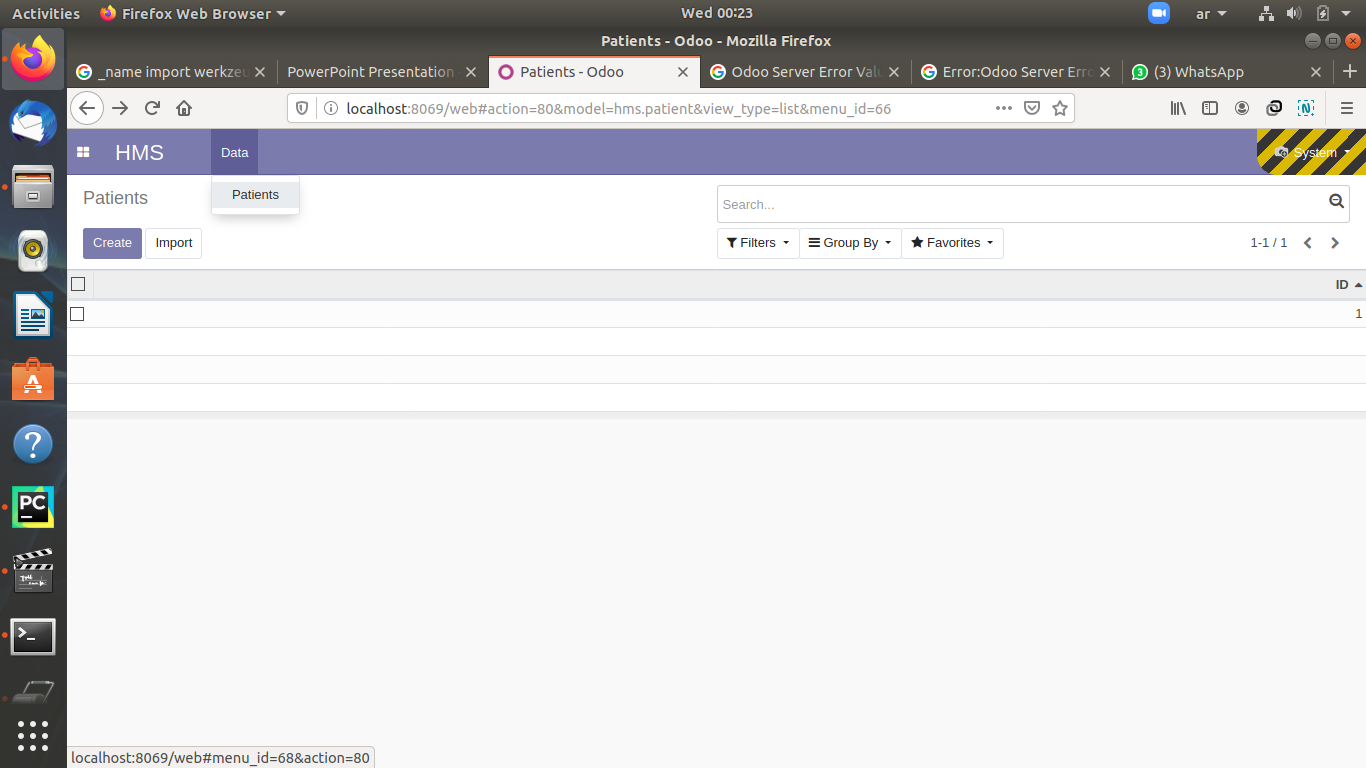 Activities
Firefox Web Browser
Wed 00:23
ar
Patients - Odoo - Mozilla Firefox
_name import werkzeu
PowerPoint Presentation -
Patients - Odoo
Odoo Server Error Valu
Error:Odoo Server Erro
3
(3) WhatsApp
localhost:8069/web#action=80&model=hms.patient&view_type=list&menu_id=66
HMS
Data
System
Patients
Patients
Search...
Create
Import
Filters
Group By
Favorites
1-1 / 1
ID
1
PC
localhost:8069/web#menu_id=68&action=80